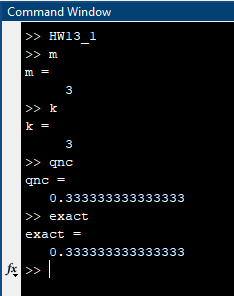 Command Window
>> HW13_1
>> m
m =
3
>> k
k =
3
>> qnc
qnc =
0.333333333333333
>> exact
exact =
0.333333333333333
fx >>